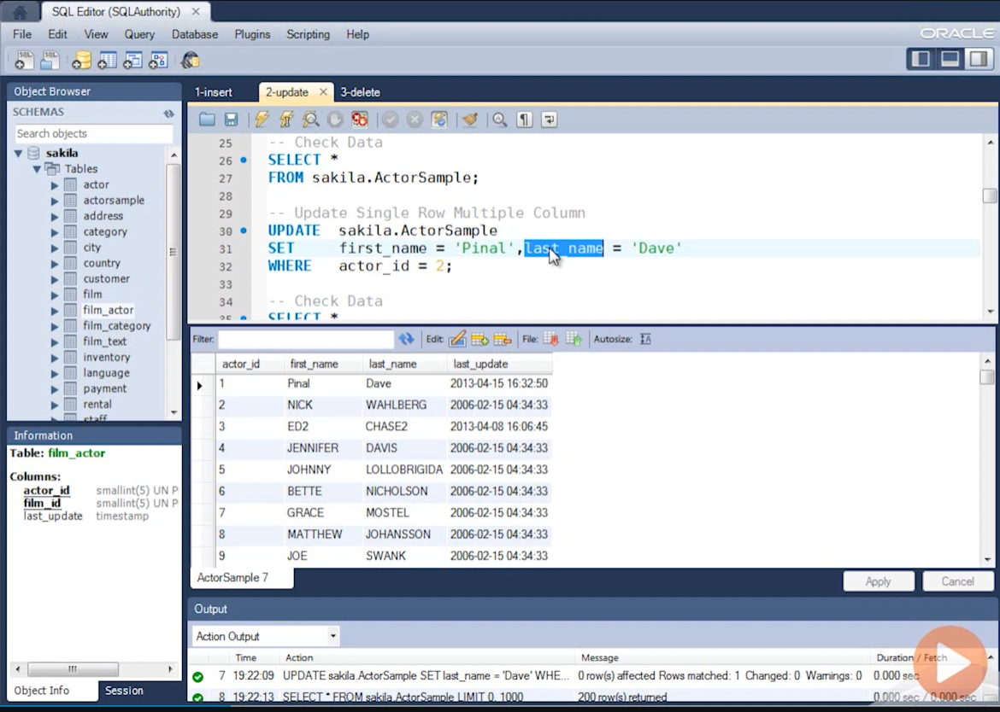 SQL Editor (SQLAuthority) ×
File Edit View Query Database Plugins Scripting Help
ORACLE
SQL SQL
Object Browser
SCHEMAS
Search objects
sakila
Tables
actor
actorsample
address
category
city
country
customer
film
film_actor
film_category
film_text
inventory
language
payment
rental
staff
Information
Table: film_actor
Columns:
actor_id smallint(5) UN P
film_id smallint(5) UN P
last_update timestamp
Object Info Session
1-insert 2-update × 3-delete
25 -- Check Data
26 SELECT *
27 FROM sakila.ActorSample;
28
29 -- Update Single Row Multiple Column
30 UPDATE sakila.ActorSample
31 SET first_name = 'Pinal',last_name = 'Dave'
32 WHERE actor_id = 2;
33
34 -- Check Data
35 SELECT *
Filter: Edit: File: Autosize:
actor_id first_name last_name last_update
1 Pinal Dave 2013-04-15 16:32:50
2 NICK WAHLBERG 2006-02-15 04:34:33
3 ED2 CHASE2 2013-04-08 16:06:45
4 JENNIFER DAVIS 2006-02-15 04:34:33
5 JOHNNY LOLLOBRIGIDA 2006-02-15 04:34:33
6 BETTE NICHOLSON 2006-02-15 04:34:33
7 GRACE MOSTEL 2006-02-15 04:34:33
8 MATTHEW JOHANSSON 2006-02-15 04:34:33
9 JOE SWANK 2006-02-15 04:34:33
ActorSample 7
Apply Cancel
Output
Action Output
Time Action Message Duration / Fetch
7 19:22:09 UPDATE sakila.ActorSample SET last_name = 'Dave' WHE... 0 row(s) affected Rows matched: 1 Changed: 0 Warnings: 0 0.000 sec
8 19:22:13 SELECT * FROM sakila.ActorSample LIMIT 0, 1000 200 row(s) returned 0.000 sec / 0.000 sec